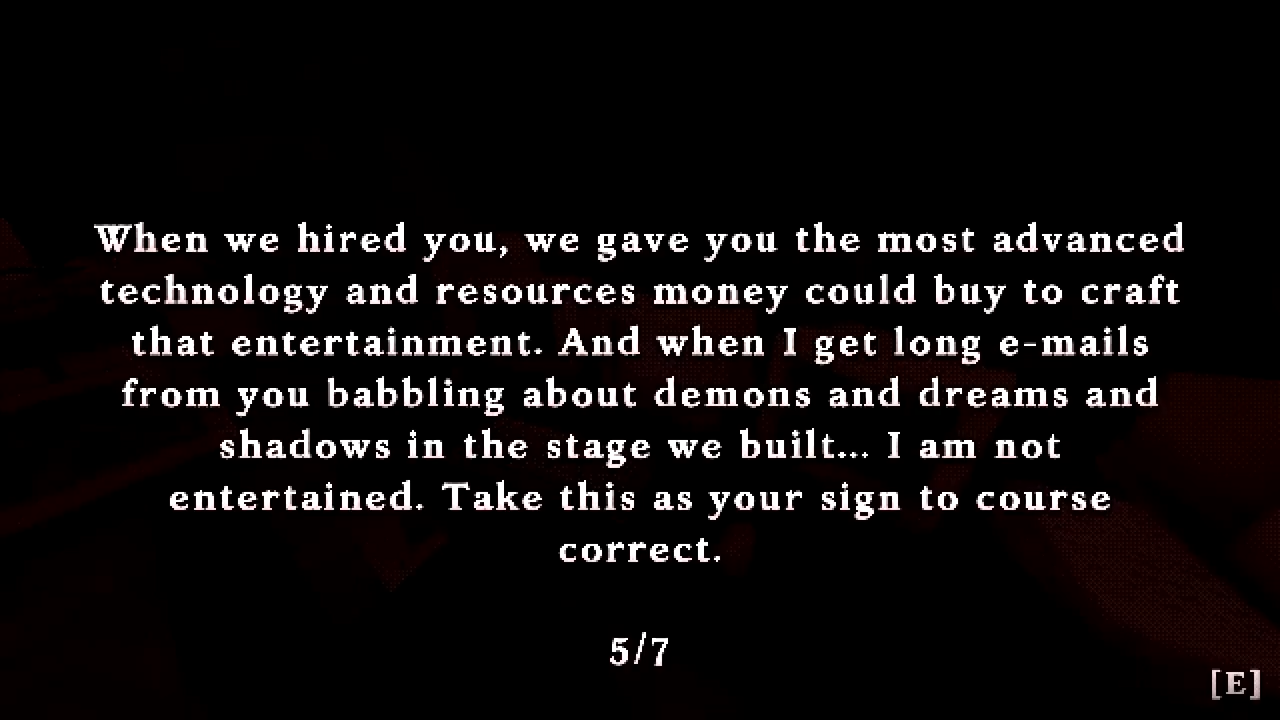 When we hired you, we gave you the most advanced
technology and resources money could buy to craft
that entertainment. And when I get long e-mails
from you babbling about demons and dreams and
shadows in the stage we built... I am not
entertained. Take this as your sign to course
correct.
5/7
[E]